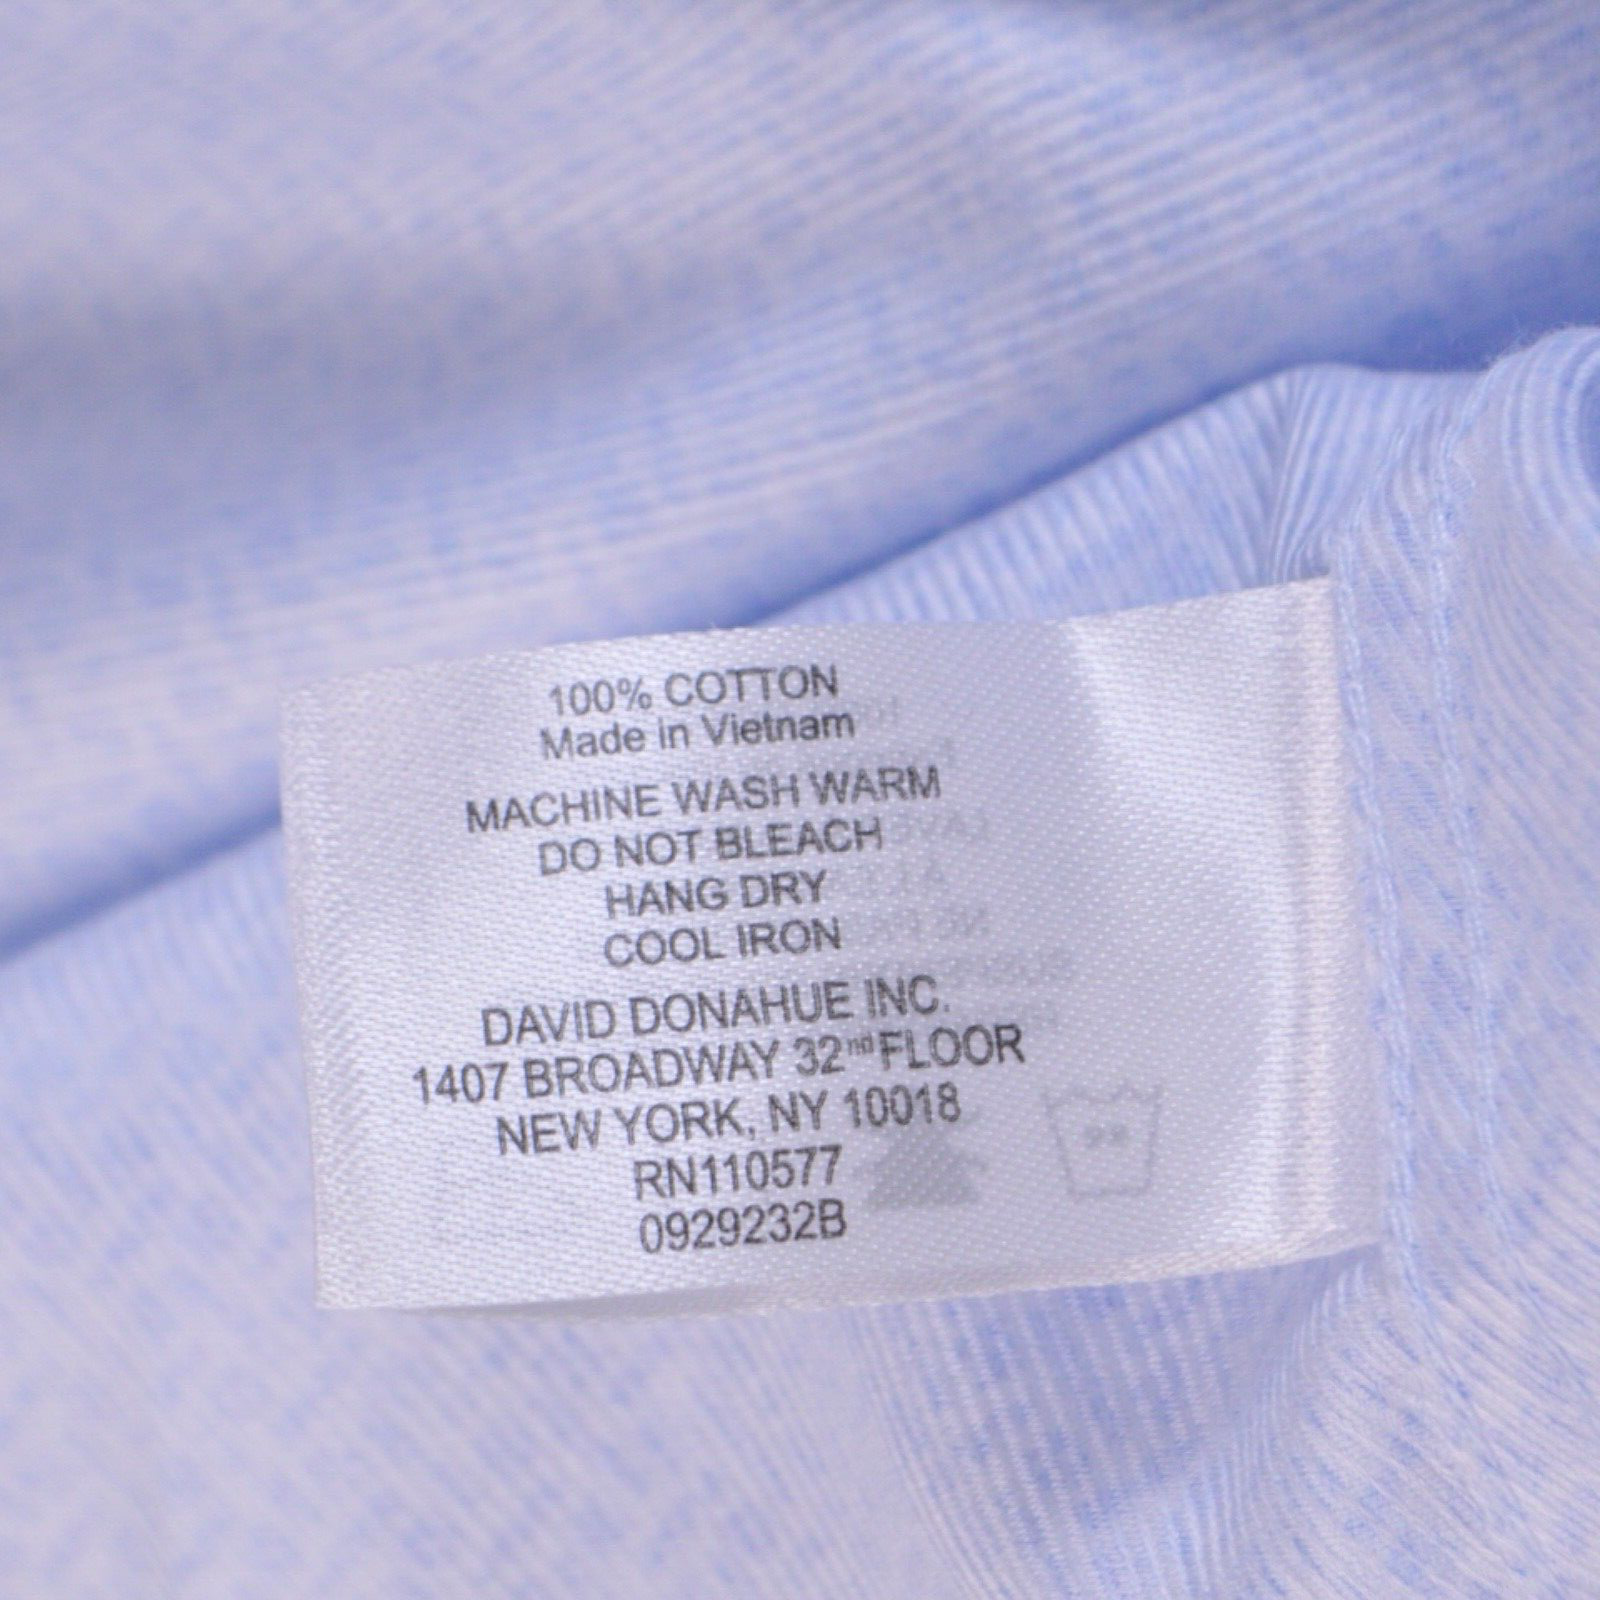 100% COTTON
Made in Vietnam
MACHINE WASH WARM
DO NOT BLEACH
HANG DRY
COOL IRON
DAVID DONAHUE INC.
1407 BROADWAY 32nd FLOOR
NEW YORK, NY 10018
RN110577
0929232B